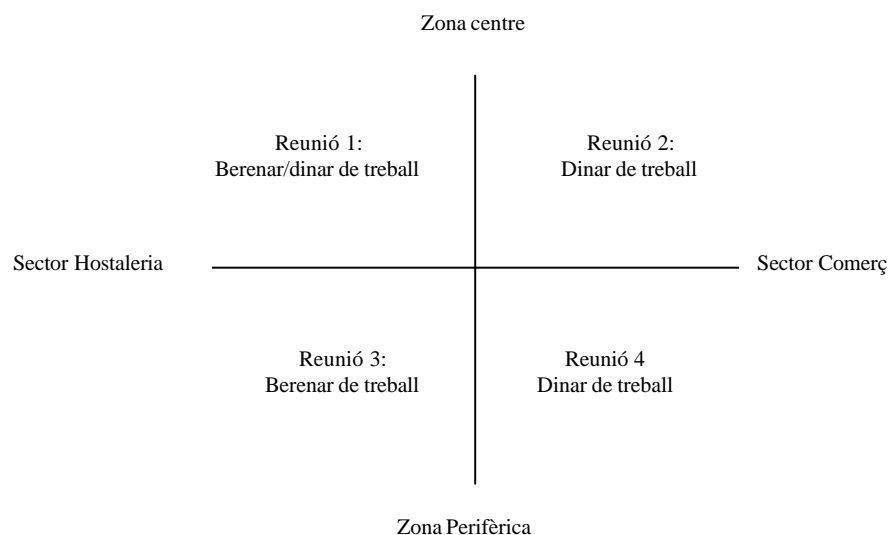 Zona centre
Reunió 1:
Berenar/dinar de treball
Reunió 2:
Dinar de treball
Sector Hostaleria
Sector Comerç
Reunió 3:
Berenar de treball
Reunió 4
Dinar de treball
Zona Perifèrica